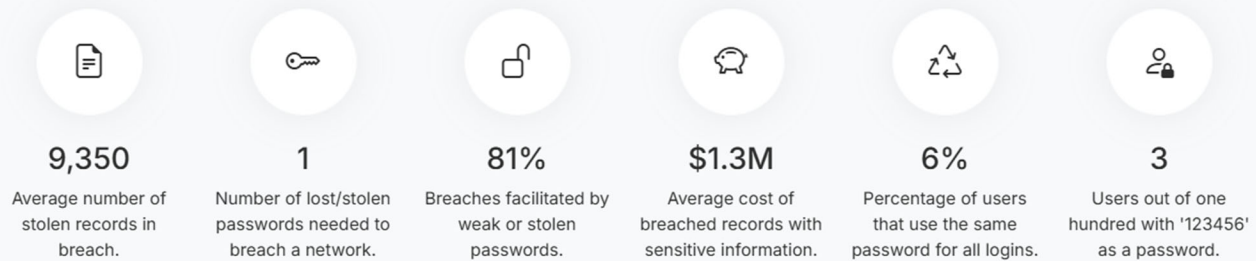 9,350
Average number of
stolen records in
breach.
1
Number of lost/stolen
passwords needed to
breach a network.
81%
Breaches facilitated by
weak or stolen
passwords.
$1.3M
Average cost of
breached records with
sensitive information.
6%
Percentage of users
that use the same
password for all logins.
3
Users out of one
hundred with '123456'
as a password.